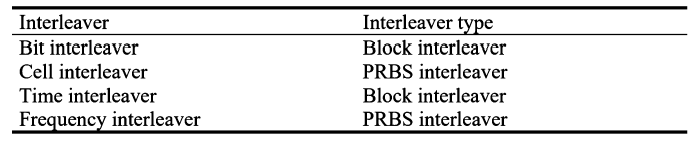 Interleaver Interleaver type
Bit interleaver Block interleaver
Cell interleaver PRBS interleaver
Time interleaver Block interleaver
Frequency interleaver PRBS interleaver